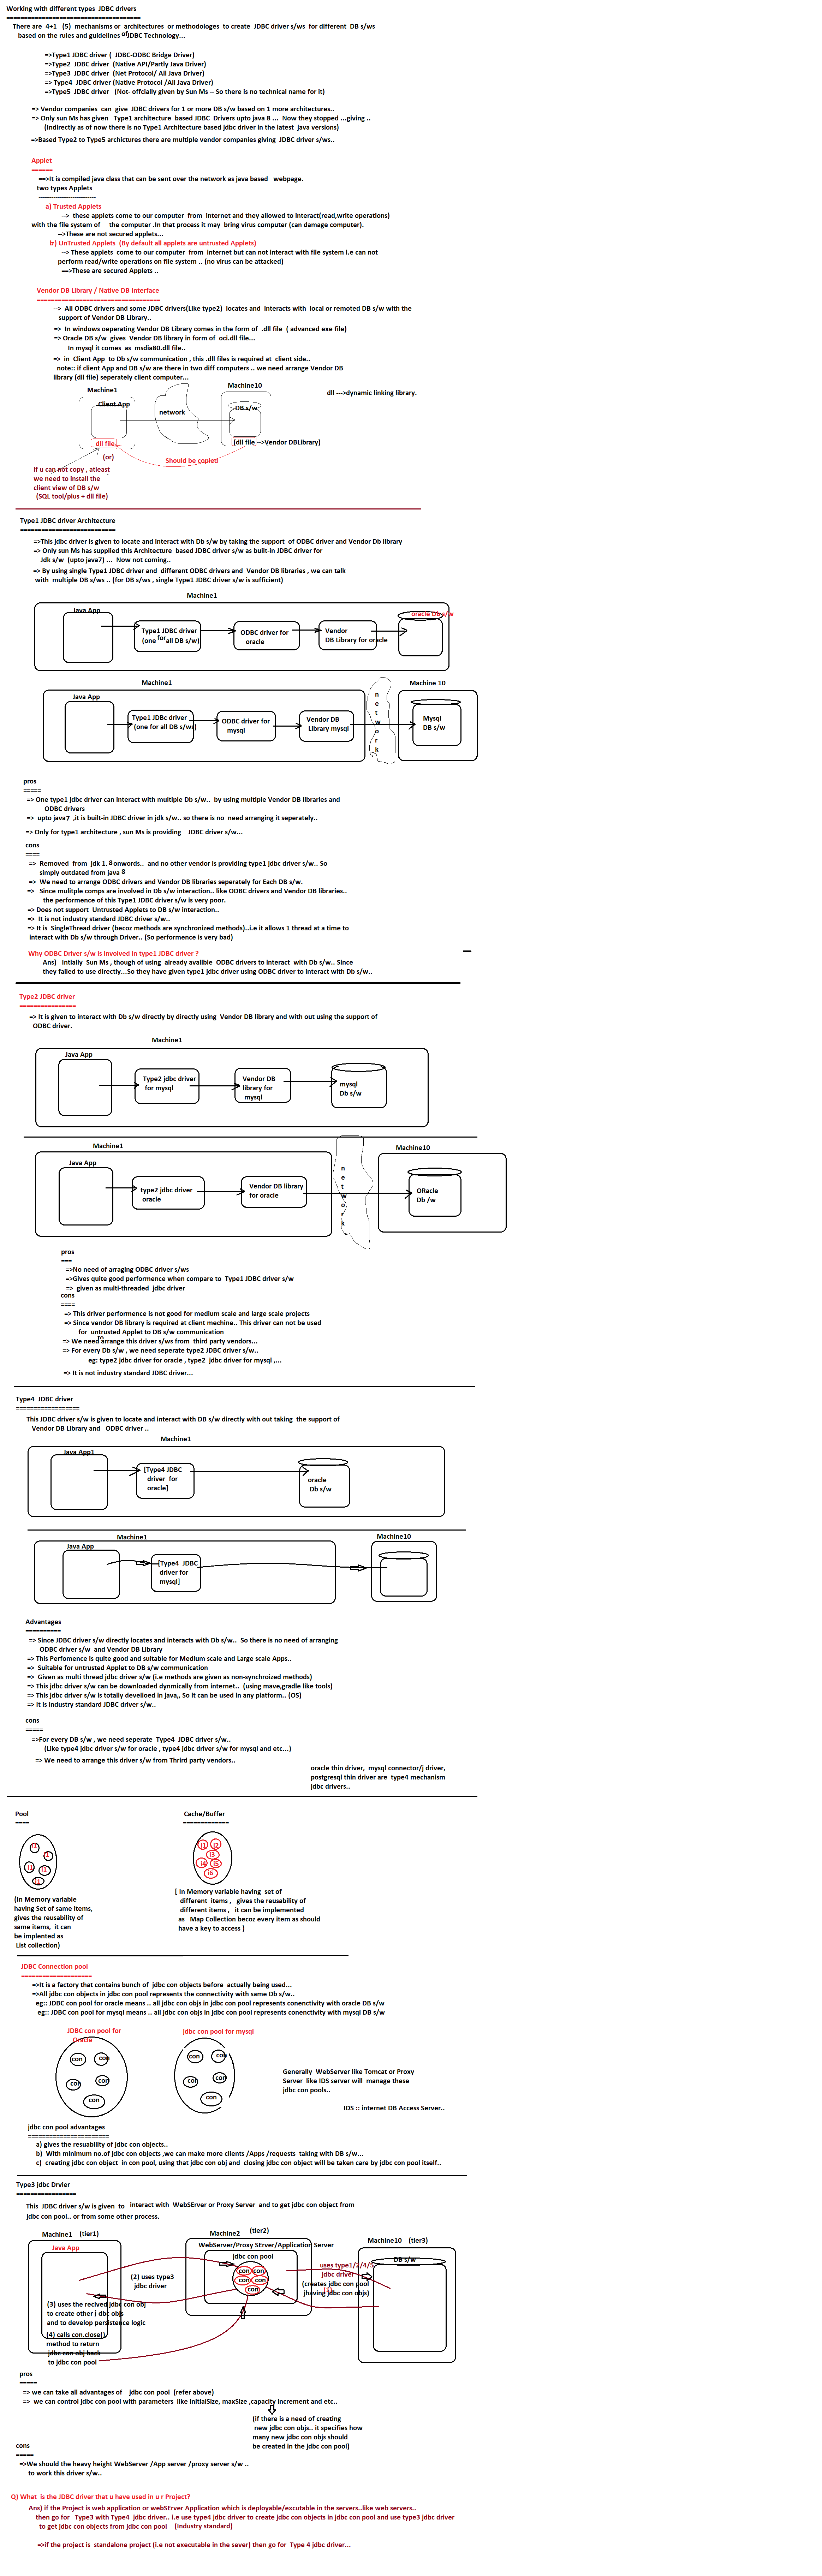 Working with different types  JDBC drivers
======================================
There are  4+1   (5)  mechanisms or  architectures  or methodologes  to create  JDBC driver s/ws  for different  DB s/ws
based on the rules and guidelines of JDBC Technology...
=>Type1 JDBC driver (  JDBC-ODBC Bridge Driver)
=>Type2  JDBC driver  (Native API/Partly Java Driver)
=>Type3  JDBC driver  (Net Protocol/ All Java Driver)
=> Type4  JDBC driver (Native Protocol /All Java Driver)
=>Type5  JDBC driver   (Not- offcially given by Sun Ms -- So there is no technical name for it)
=> Vendor companies  can  give  JDBC drivers for 1 or more DB s/w based on 1 more architectures..
=> Only sun Ms has given   Type1 architecture  based JDBC  Drivers upto java 8 ...  Now they stopped ...giving ..
(Indirectly as of now there is no Type1 Architecture based jdbc driver in the latest  java versions)
=>Based Type2 to Type5 archictures there are multiple vendor companies giving  JDBC driver s/ws..
Applet
======
==>It is compiled java class that can be sent over the network as java based   webpage.
two types Applets
--------------------------
a) Trusted Applets
-->  these applets come to our computer  from  internet and they allowed to interact(read,write operations)
with the file system of     the computer .In that process it may  bring virus computer (can damage computer).
-->These are not secured applets...
b) UnTrusted Applets  (By default all applets are untrusted Applets)
--> These applets  come to our computer  from  internet but can not interact with file system i.e can not
perform read/write operations on file system .. (no virus can be attacked)
==>These are secured Applets ..
Vendor DB Library / Native DB Interface
===================================
-->  All ODBC drivers and some JDBC drivers(Like type2)  locates and  interacts with  local or remoted DB s/w with the
support of Vendor DB Library..
=>  In windows oeperating Vendor DB Library comes in the form of  .dll file  ( advanced exe file)
=> Oracle DB s/w  gives  Vendor DB library in form of  oci.dll file...
In mysql it comes  as  msdia80.dll file..
=>  in  Client App  to Db s/w communication , this .dll files is required at  client side..
note:: if client App and DB s/w are there in two diff computers .. we need arrange Vendor DB
library (dll file) seperately client computer...
Machine1
Machine10
dll --->dynamic linking library.
Client App
DB s/w
network
dll file...
(dll file -->Vendor DBLibrary)
(or)
Should be copied
if u can not copy , atleast
we need to install the
client view of DB s/w
(SQL tool/plus + dll file)
Type1 JDBC driver Architecture
===========================
=>This jdbc driver is given to locate and interact with Db s/w by taking the support  of ODBC driver and Vendor Db library
=> Only sun Ms has supplied this Architecture  based JDBC driver s/w as built-in JDBC driver for
Jdk s/w  (upto java7) ...  Now not coming..
=> By using single Type1 JDBC driver and  different ODBC drivers and  Vendor DB libraries , we can talk
with  multiple DB s/ws .. (for DB s/ws , single Type1 JDBC driver s/w is sufficient)
Machine1
Java App
oracle Db s/w
Type1 JDBC driver
(one for all DB s/w)
ODBC driver for
oracle
Vendor
DB Library for oracle
Machine1
Machine 10
Java App
network
Type1 JDBc driver
(one for all DB s/ws)
ODBC driver for
mysql
Vendor DB
Library mysql
Mysql
DB s/w
pros
=====
=> One type1 jdbc driver can interact with multiple Db s/w..  by using multiple Vendor DB libraries and
ODBC drivers
=>  upto java7  ,it is built-in JDBC driver in jdk s/w.. so there is no  need arranging it seperately..
=> Only for type1 architecture , sun Ms is providing    JDBC driver s/w...
cons
====
=>  Removed  from  jdk 1. 8 onwords..  and no other vendor is providing type1 jdbc driver s/w.. So
simply outdated from java 8
=>  We need to arrange ODBC drivers and Vendor DB libraries seperately for Each DB s/w.
=>   Since mulitple comps are involved in Db s/w interaction.. like ODBC drivers and Vendor DB libraries..
the performence of this Type1 JDBC driver s/w is very poor.
=> Does not support  Untrusted Applets to DB s/w interaction..
=>  It is not industry standard JDBC driver s/w..
=> It is  SingleThread driver (becoz methods are synchronized methods)..i.e it allows 1 thread at a time to
interact with Db s/w through Driver.. (So performence is very bad)
Why ODBC Driver s/w is involved in type1 JDBC driver ?
Ans)   Intially  Sun Ms , though of using  already availble  ODBC drivers to  interact  with Db s/w.. Since
they failed to use directly...So they have given type1 jdbc driver using ODBC driver to interact with Db s/w..
Type2 JDBC driver
================
=> It is given to interact with Db s/w directly by directly using  Vendor DB library and with out using the support of
ODBC driver.
Machine1
Java App
Type2 jdbc driver
for mysql
Vendor DB
library for
mysql
mysql
Db s/w
Machine1
Machine10
Java App
network
type2 jdbc driver
oracle
Vendor DB library
for oracle
ORacle
Db /w
pros
===
=>No need of arraging ODBC driver s/ws
=>Gives quite good performence when compare to  Type1 JDBC driver s/w
=>  given as multi-threaded  jdbc driver
cons
====
=> This driver performence is not good for medium scale and large scale projects
=> Since vendor DB library is required at client mechine.. This driver can not be used
for  untrusted Applet to DB s/w communication
=> We need to arrange this driver s/ws from  third party vendors...
=> For every Db s/w , we need seperate type2 JDBC driver s/w..
eg: type2 jdbc driver for oracle , type2  jdbc driver for mysql ,...
=> It is not industry standard JDBC driver...
Type4  JDBC driver
==================
This JDBC driver s/w is given to locate and interact with DB s/w directly with out taking  the support of
Vendor DB Library and   ODBC driver ..
Machine1
Java App1
[Type4 JDBC
driver  for
oracle]
oracle
Db s/w
Machine1
Machine10
Java App
[Type4  JDBC
driver for
mysql]
Advantages
==========
=> Since JDBC driver s/w directly locates and interacts with Db s/w..  So there is no need of arranging
ODBC driver s/w  and Vendor DB Library
=> This Perfomence is quite good and suitable for Medium scale and Large scale Apps..
=>  Suitable for untrusted Applet to DB s/w communication
=>  Given as multi thread jdbc driver s/w (i.e methods are given as non-synchroized methods)
=> This jdbc driver s/w can be downloaded dynmically from internet..  (using mave,gradle like tools)
=> This jdbc driver s/w is totally develioed in java,, So it can be used in any platform.. (OS)
=> It is industry standard JDBC driver s/w..
cons
=====
=>For every DB s/w , we need seperate  Type4  JDBC driver s/w..
(Like type4 jdbc driver s/w for oracle , type4 jdbc driver s/w for mysql and etc...)
=> We need to arrange this driver s/w from Thrird party vendors..
oracle thin driver,  mysql connector/j driver,
postgresql thin driver are  type4 mechanism
jdbc drivers..
Pool
====
Cache/Buffer
=============
i1
i1
i1
i1
i1
i1 i2
i3
i4 i5
i6
(In Memory variable
having Set of same items,
gives the reusability of
same items,  it can
be implented as
List collection)
[ In Memory variable having  set of
different  items ,   gives the reusability of
different items ,   it can be implemented
as   Map Collection becoz every item as should
have a key to access )
JDBC Connection pool
====================
=>It is a factory that contains bunch of  jdbc con objects before  actually being used...
=>All jdbc con objects in jdbc con pool represents the connectivity with same Db s/w..
eg:: JDBC con pool for oracle means .. all jdbc con objs in jdbc con pool represents conenctivity with oracle DB s/w
eg:: JDBC con pool for mysql means .. all jdbc con objs in jdbc con pool represents conenctivity with mysql DB s/w
JDBC con pool for
Oracle
jdbc con pool for mysql
con con
con con
con
con con
con con
con
Generally  WebServer like Tomcat or Proxy
Server  like IDS server will  manage these
jdbc con pools..
IDS :: internet DB Access Server..
jdbc con pool advantages
=======================
a) gives the resuability of jdbc con objects..
b)  With minimum no.of jdbc con objects ,we can make more clients /Apps /requests  taking with DB s/w...
c)  creating jdbc con object  in con pool, using that jdbc con obj and  closing jdbc con object will be taken care by jdbc con pool itself..
Type3 jdbc Drvier
=================
This  JDBC driver s/w is given  to  interact with  WebSErver or Proxy Server  and to get jdbc con object from
jdbc con pool.. or from some other process.
Machine1    (tier1)
Machine2     (tier2)
Machine10   (tier3)
Java App
WebServer/Proxy SErver/Application Server
jdbc con pool
DB s/w
con con
con con
con
(2) uses type3
jdbc driver
uses type1/2/4/5
jdbc driver
(creates jdbc con pool
jhaving jdbc con objs)
(3) uses the recived jdbc con obj
to create other j dbc objs
and to develop persistence logic
(4) calls con.close()
method to return
jdbc con obj back
to jdbc con pool
pros
=====
=> we can take all advantages of    jdbc con pool  (refer above)
=>  we can control jdbc con pool with parameters  like initialSize, maxSize ,capacity increment and etc..
(if there is a need of creating
new jdbc con objs.. it specifies how
many new jdbc con objs should
be created in the jdbc con pool)
cons
=====
=>We should the heavy height WebServer /App server /proxy server s/w ..
to work this driver s/w..
Q) What  is the JDBC driver that u have used in u r Project?
Ans) if the Project is web application or webSErver Application which is deployable/excutable in the servers..like web servers..
then go for   Type3 with Type4  jdbc driver.. i.e use type4 jdbc driver to create jdbc con objects in jdbc con pool and use type3 jdbc driver
to get jdbc con objects from jdbc con pool    (Industry standard)
=>if the project is  standalone project (i.e not executable in the sever) then go for  Type 4 jdbc driver...